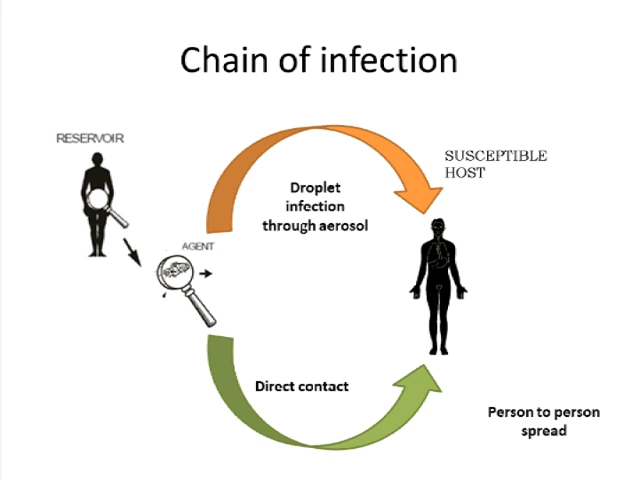 Chain of infection
RESERVOIR
SUSCEPTIBLE
HOST
Droplet
infection
through aerosol
AGENT
Direct contact
Person to person
spread